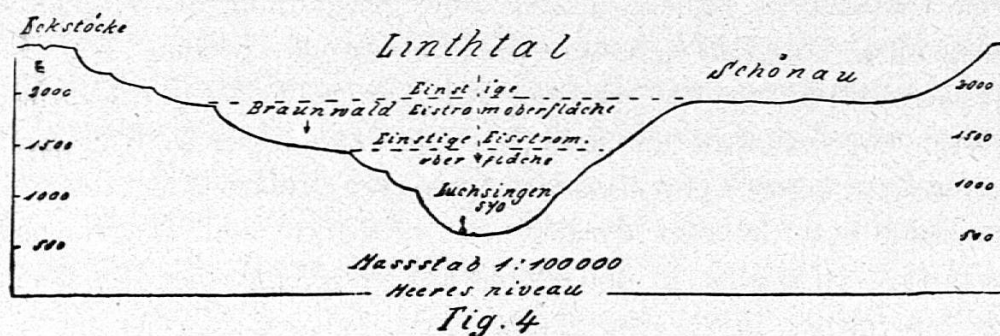 Eckstöcke
Linthtal
Schönau
E
2000
2000
Einstige
Braunwald Eistromoberfläche
1500
Einstige Eisstrom.
1500
oberfläche
1000
Luchsingen
1000
570
500
500
Massstab 1:100000
Meeres niveau
Fig. 4